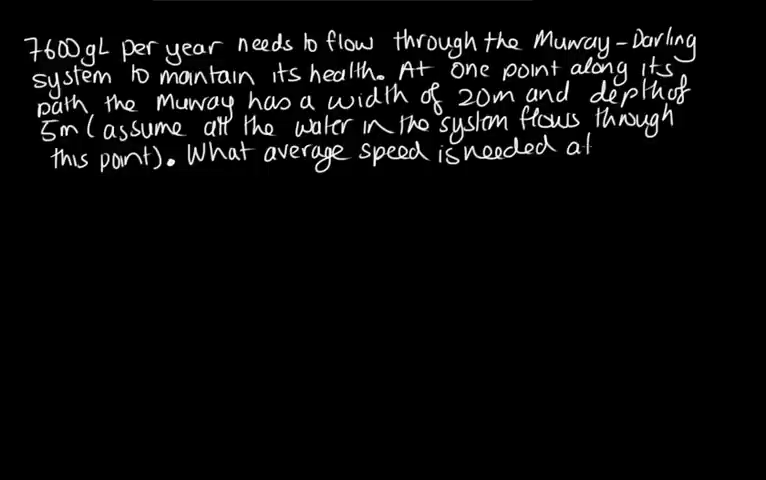 7600gL per year needs to flow through the Murray-Darling
system to maintain its health. At one point along its
path the Murray has a width of 20m and depth of
5m (assume all the water in the system flows through
this point). What average speed is needed at